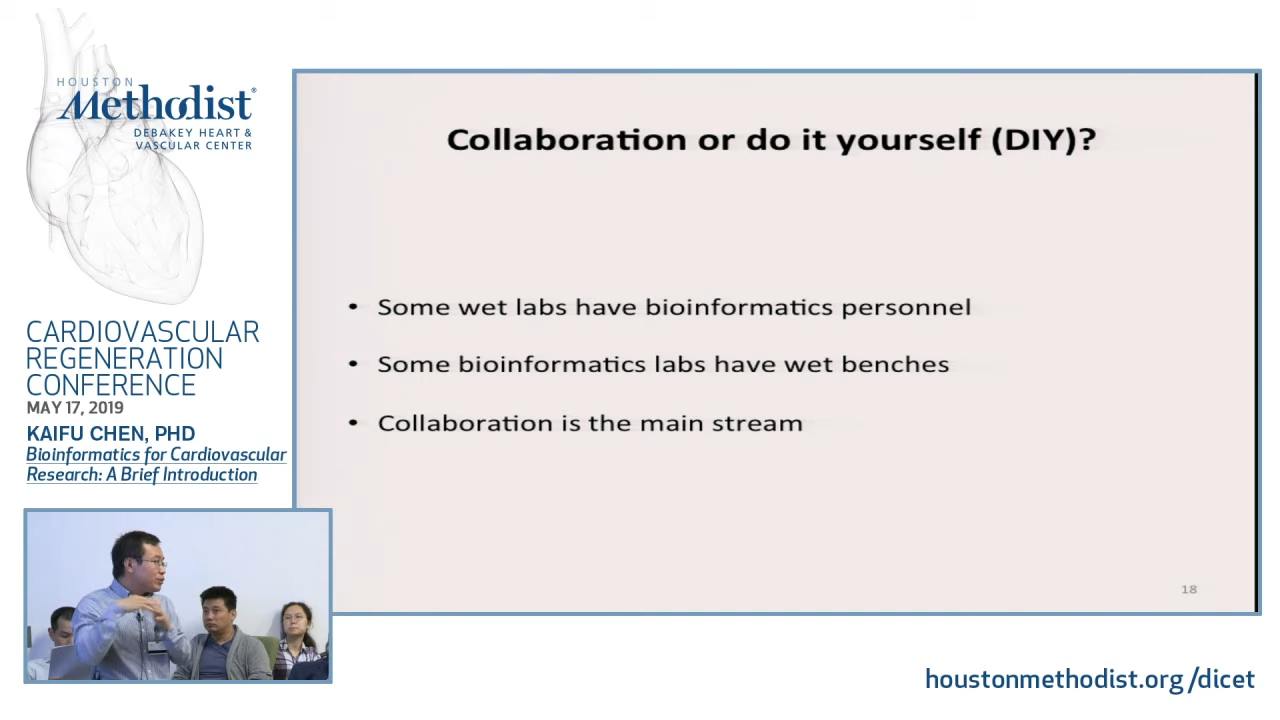 HOUSTON
Methodist®
DEBAKEY HEART &
VASCULAR CENTER
CARDIOVASCULAR
REGENERATION
CONFERENCE
MAY 17, 2019
KAIFU CHEN, PHD
Bioinformatics for Cardiovascular
Research: A Brief Introduction
Collaboration or do it yourself (DIY)?
• Some wet labs have bioinformatics personnel
• Some bioinformatics labs have wet benches
• Collaboration is the main stream
18
houstonmethodist.org/dicet